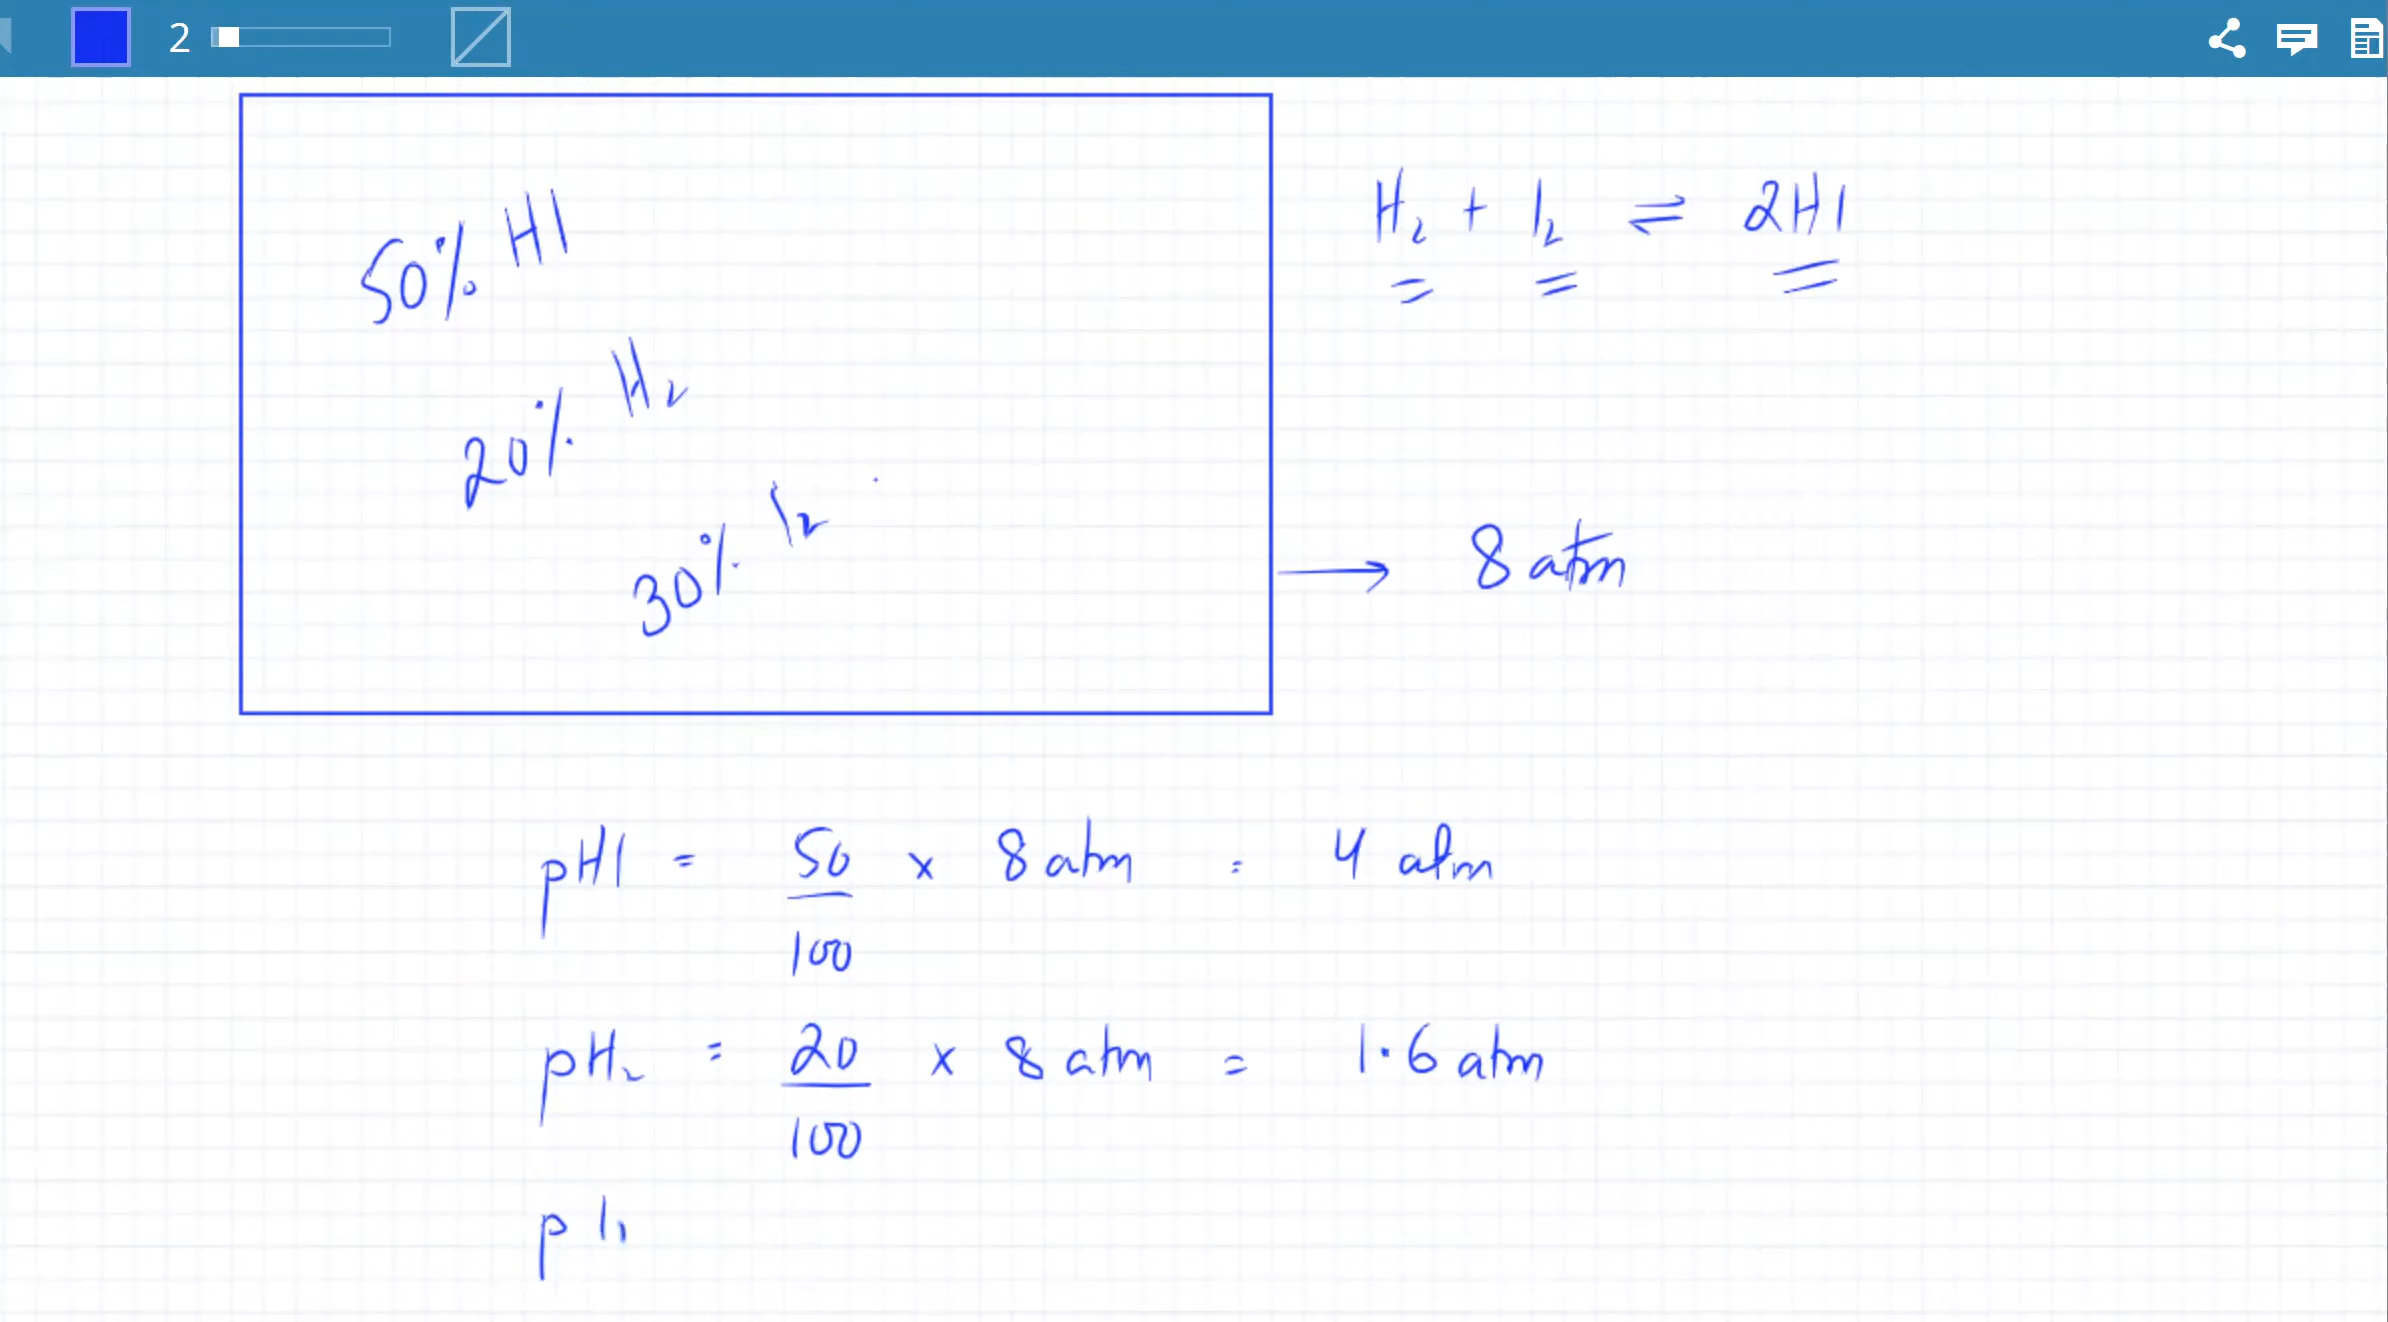 2
50% HI
H₂ + I₂ ⇌ 2HI
20% H₂
30% I₂
→ 8 atm
pHI = 50/100 × 8 atm = 4 atm
pH₂ = 20/100 × 8 atm = 1.6 atm
p I